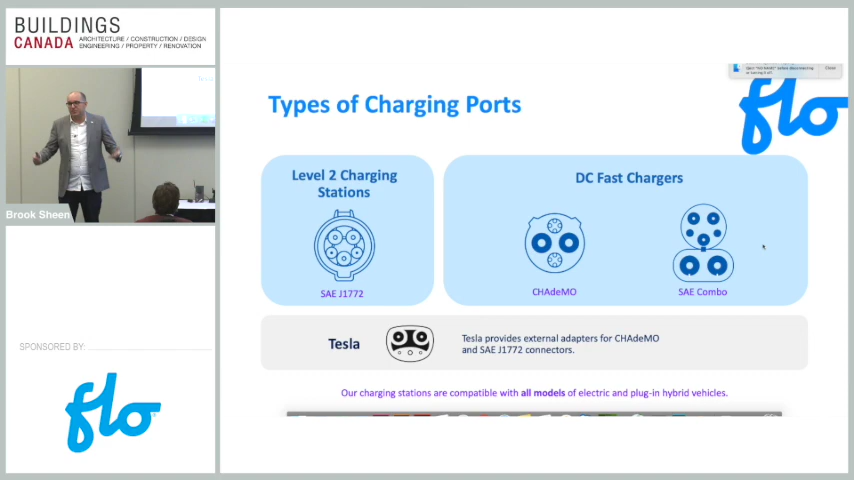 BUILDINGS
CANADA
ARCHITECTURE / CONSTRUCTION / DESIGN
ENGINEERING / PROPERTY / RENOVATION
Brook Sheen
SPONSORED BY:
flo
Close
flo
Types of Charging Ports
Level 2 Charging
Stations
SAE J1772
DC Fast Chargers
CHAdeMO
SAE Combo
Tesla
Tesla provides external adapters for CHAdeMO
and SAE J1772 connectors.
Our charging stations are compatible with all models of electric and plug-in hybrid vehicles.